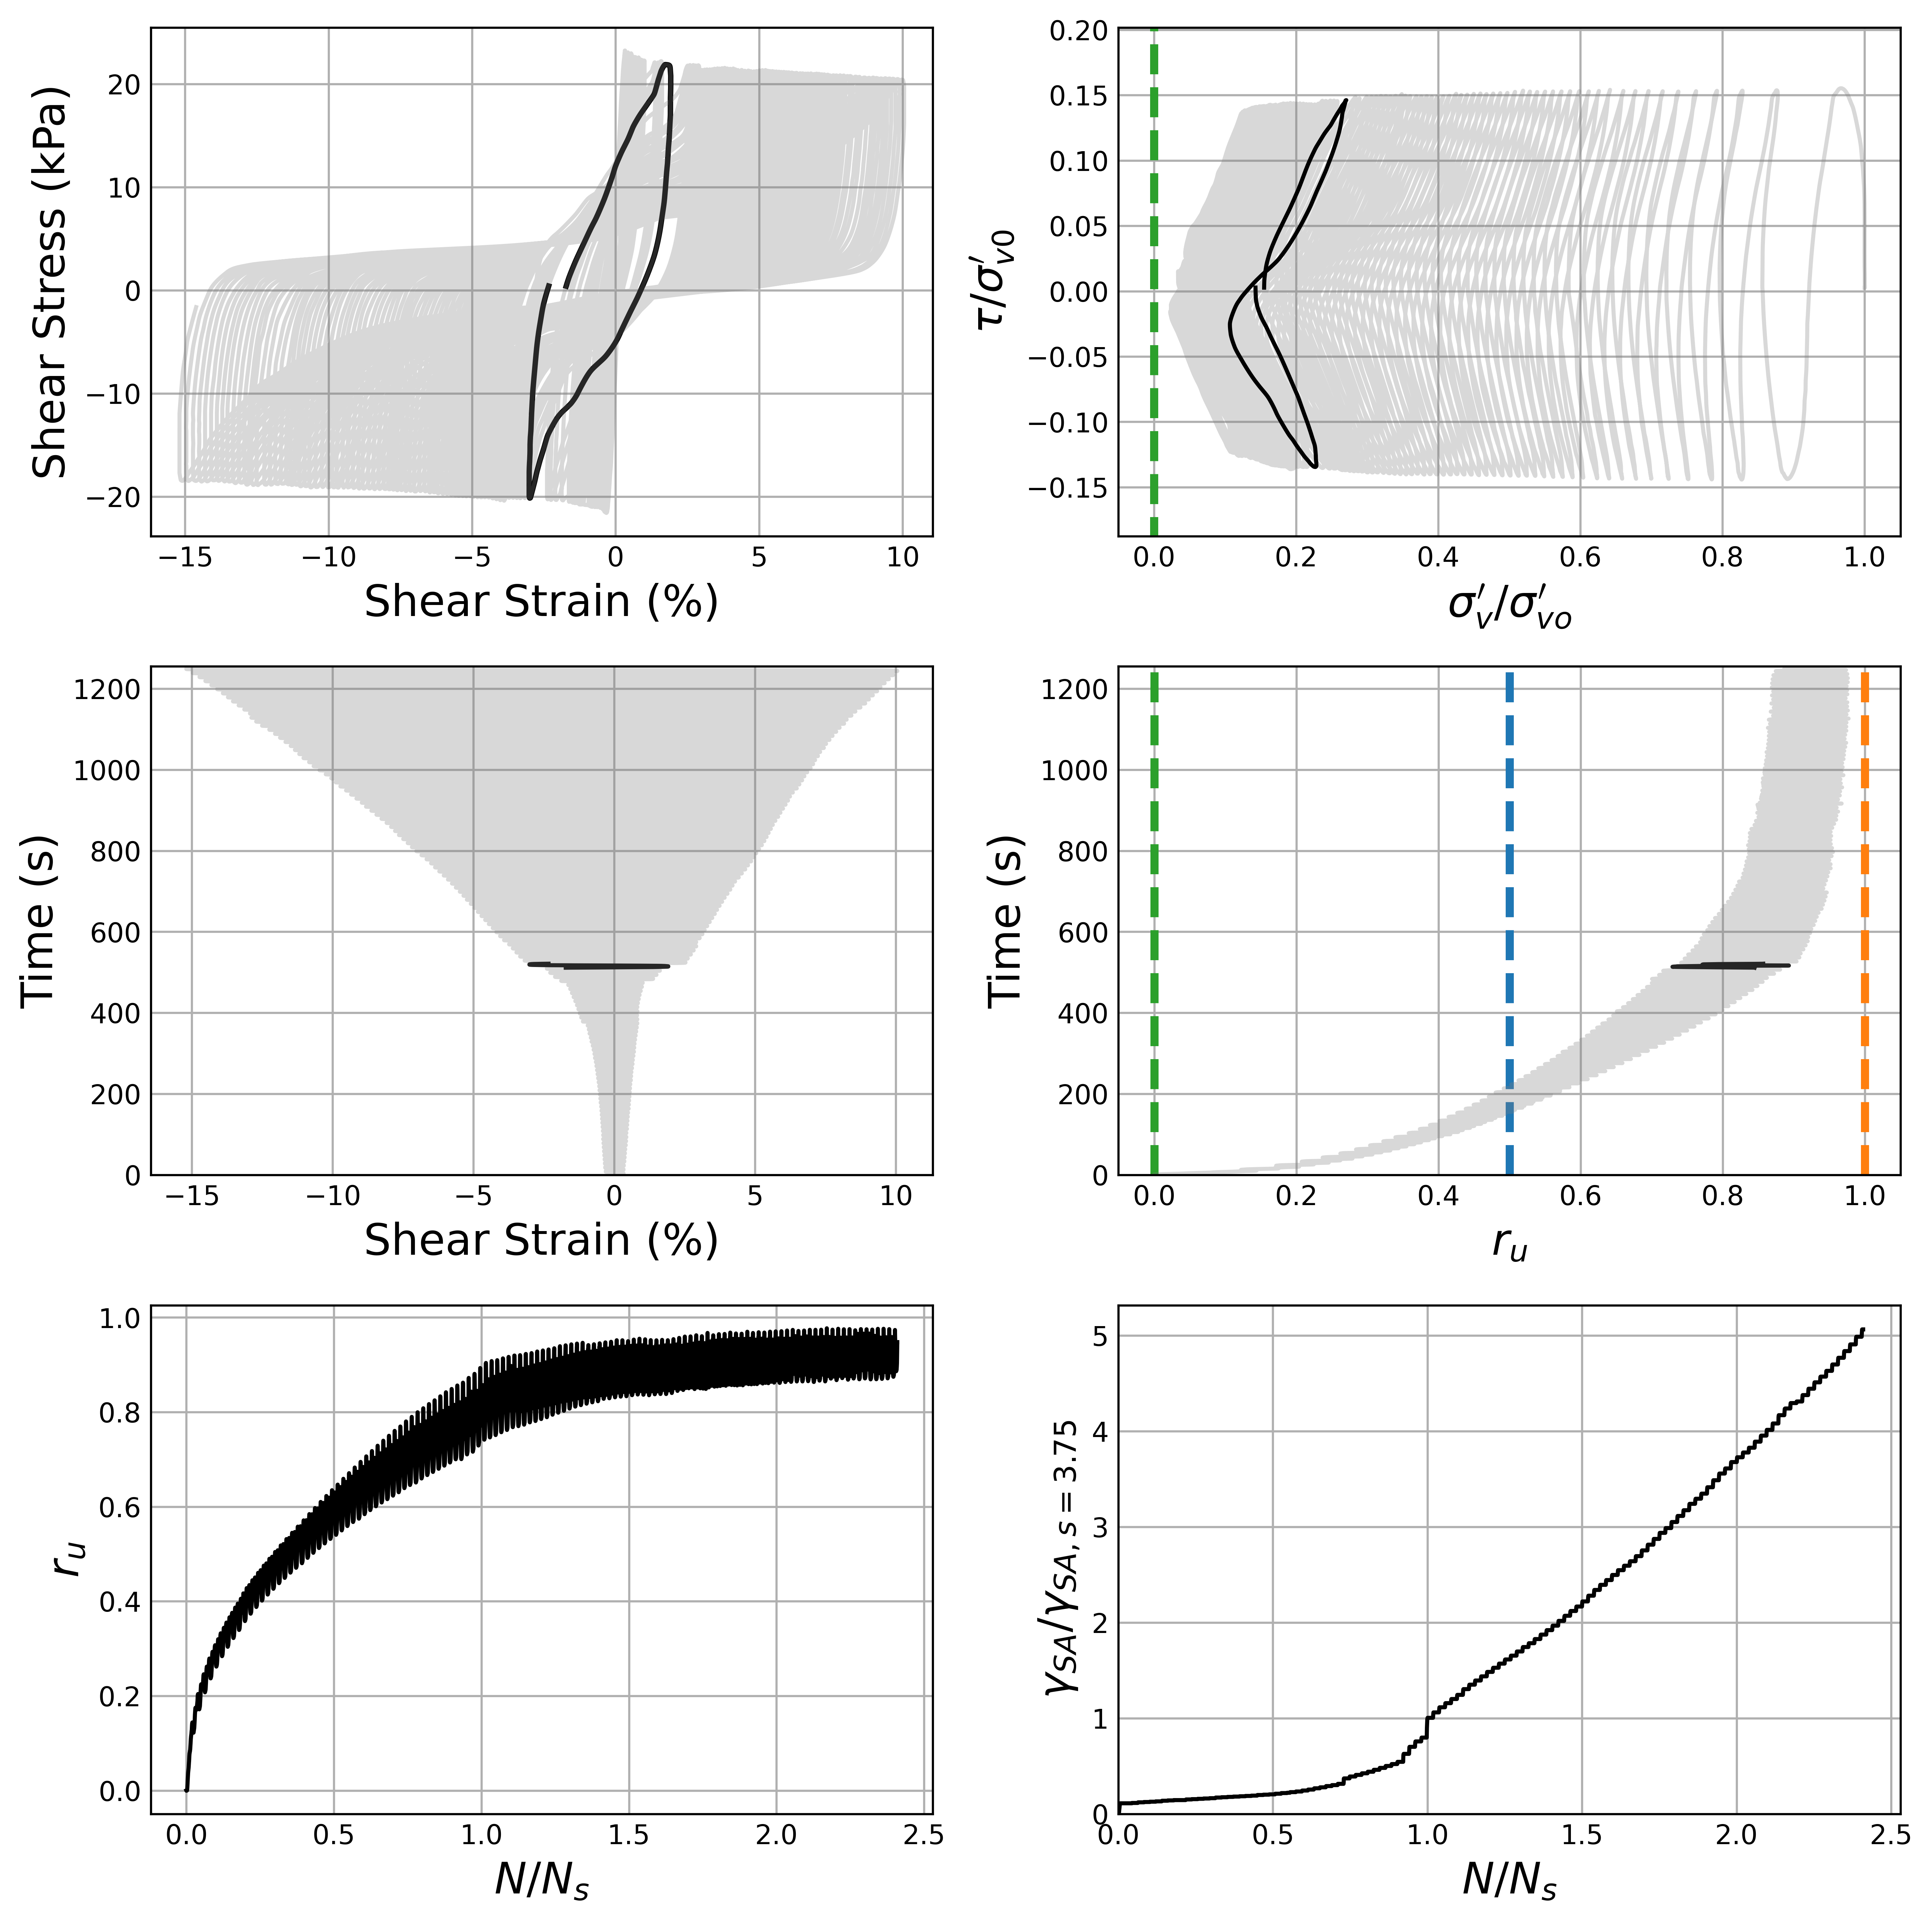 20
10
0
−10
−20
Shear Stress (kPa)
−15 −10 −5 0 5 10
Shear Strain (%)
0.20
0.15
0.10
0.05
0.00
−0.05
−0.10
−0.15
τ/σ′v0
0.0 0.2 0.4 0.6 0.8 1.0
σ′v/σ′vo
1200
1000
800
600
400
200
0
Time (s)
−15 −10 −5 0 5 10
Shear Strain (%)
1200
1000
800
600
400
200
0
Time (s)
0.0 0.2 0.4 0.6 0.8 1.0
ru
1.0
0.8
0.6
0.4
0.2
0.0
ru
0.0 0.5 1.0 1.5 2.0 2.5
N/Ns
5
4
3
2
1
0
γSA/γSA, s = 3.75
0.0 0.5 1.0 1.5 2.0 2.5
N/Ns